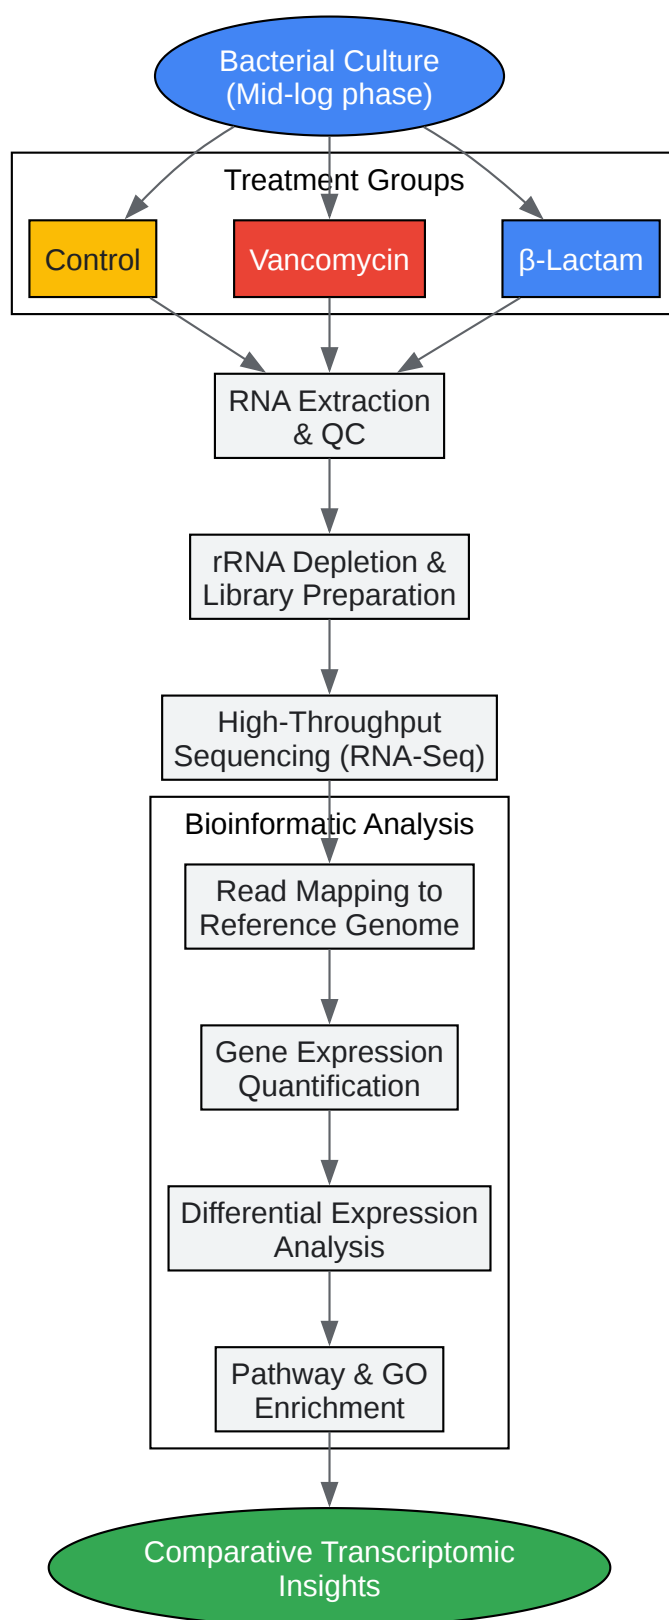 Bacterial Culture
(Mid-log phase)
Treatment Groups
Control
Vancomycin
β-Lactam
RNA Extraction
& QC
rRNA Depletion &
Library Preparation
High-Throughput
Sequencing (RNA-Seq)
Bioinformatic Analysis
Read Mapping to
Reference Genome
Gene Expression
Quantification
Differential Expression
Analysis
Pathway & GO
Enrichment
Comparative Transcriptomic
Insights